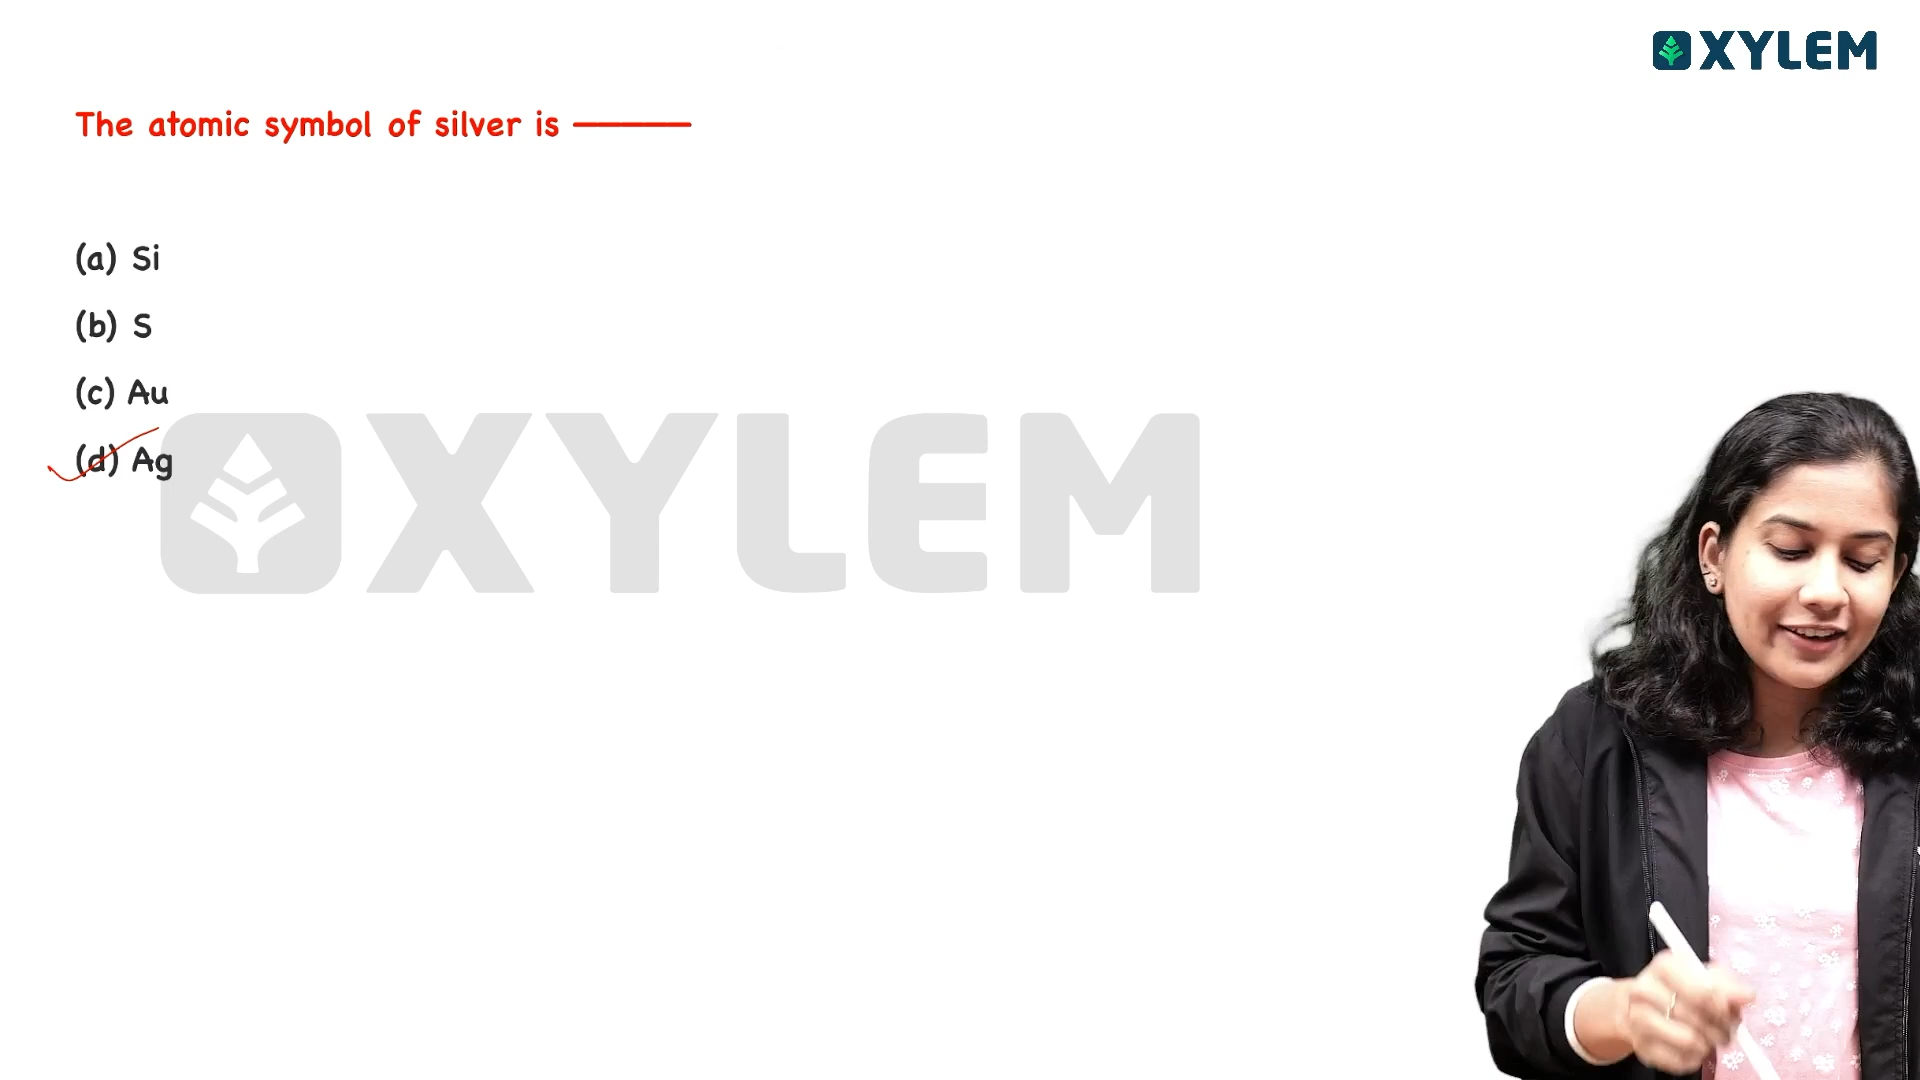 XYLEM
The atomic symbol of silver is ————
(a) Si
(b) S
(c) Au
(d) Ag
XYLEM